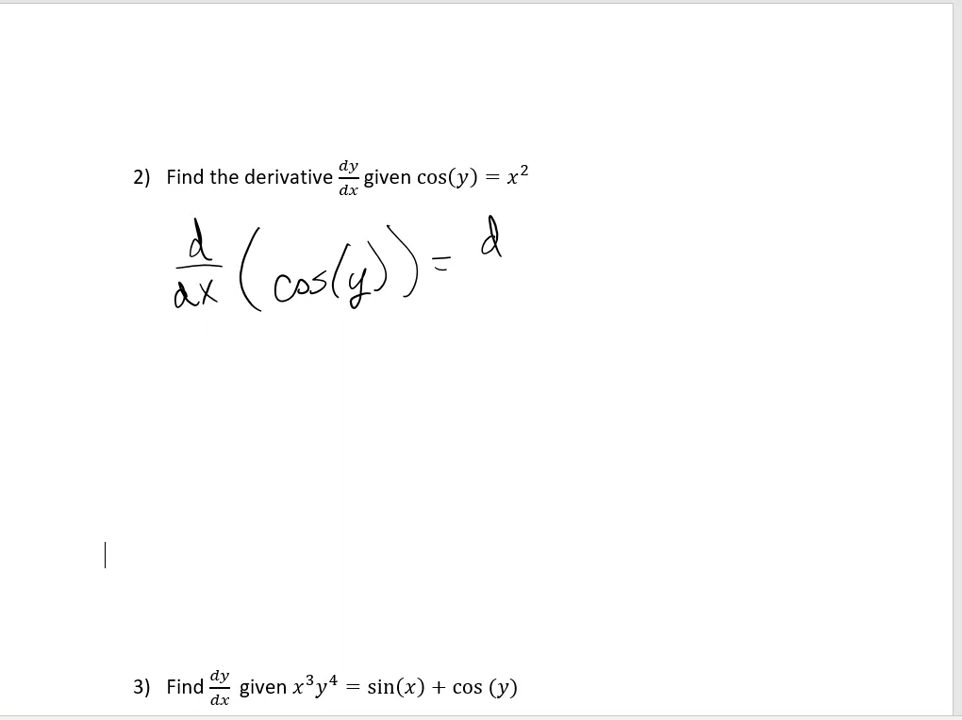 2) Find the derivative dy/dx given cos(y) = x²
d/dx (cos(y)) = d
3) Find dy/dx given x³y⁴ = sin(x) + cos (y)